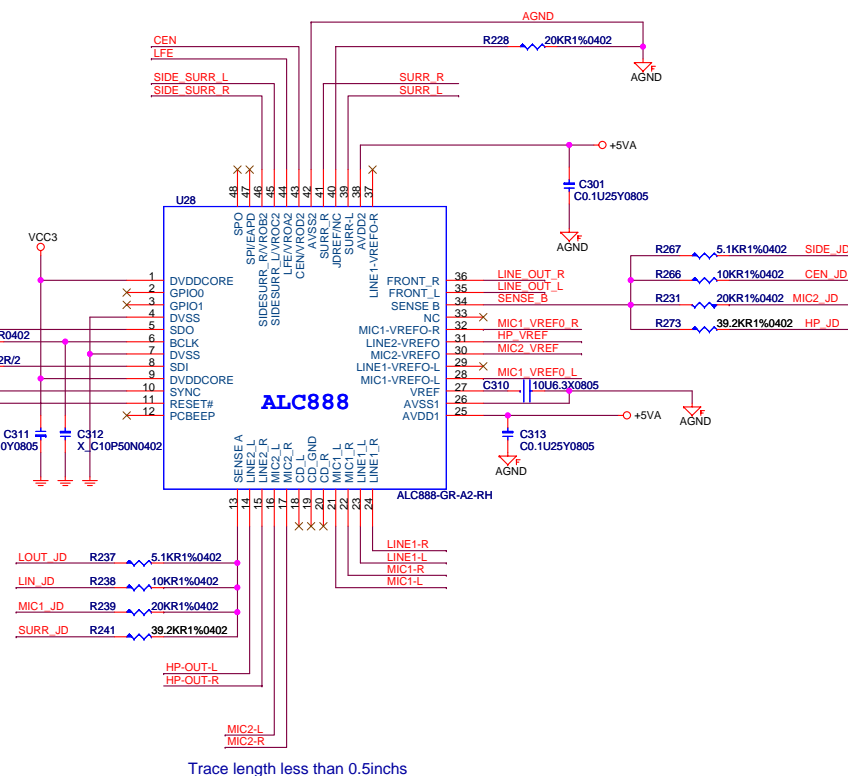 AGND
CEN
R228 20KR1%0402
LFE
AGND
SIDE_SURR_L
SURR_R
SIDE_SURR_R
SURR_L
+5VA
C301
C0.1U25Y0805
AGND
U28
48 47 46 45 44 43 42 41 40 39 38 37
SPO
SPI/EAPD
SIDESURR_R/VROB2
SIDESURR_L/VROC2
LFE/VROA2
CEN/VROD2
AVSS2
SURR_R
JDREF/NC
SURR-L
AVDD2
LINE1-VREFO-R
VCC3
1 DVDDCORE
2 GPIO0
3 GPIO1
4 DVSS
5 SDO
6 BCLK
7 DVSS
8 SDI
9 DVDDCORE
10 SYNC
11 RESET#
12 PCBEEP
R0402
2R/2
FRONT_R 36 LINE_OUT_R
FRONT_L 35 LINE_OUT_L
SENSE B 34 SENSE_B
NC 33
MIC1-VREFO-R 32 MIC1_VREF0_R
LINE2-VREFO 31 HP_VREF
MIC2-VREFO 30 MIC2_VREF
LINE1-VREFO-L 29
MIC1-VREFO-L 28 MIC1_VREF0_L
VREF 27 C310 10U6.3X0805
AVSS1 26
AVDD1 25
R267 5.1KR1%0402 SIDE_JD
R266 10KR1%0402 CEN_JD
R231 20KR1%0402 MIC2_JD
R273 39.2KR1%0402 HP_JD
AGND
+5VA
C313
C0.1U25Y0805
AGND
ALC888
C311
0Y0805
C312
X_C10P50N0402
SENSE A
LINE2_L
LINE2_R
MIC2_L
MIC2_R
CD_L
CD_GND
CD_R
MIC1_L
MIC1_R
LINE1_L
LINE1_R
13 14 15 16 17 18 19 20 21 22 23 24
ALC888-GR-A2-RH
LINE1-R
LINE1-L
MIC1-R
MIC1-L
LOUT_JD R237 5.1KR1%0402
LIN_JD R238 10KR1%0402
MIC1_JD R239 20KR1%0402
SURR_JD R241 39.2KR1%0402
HP-OUT-L
HP-OUT-R
MIC2-L
MIC2-R
Trace length less than 0.5inchs